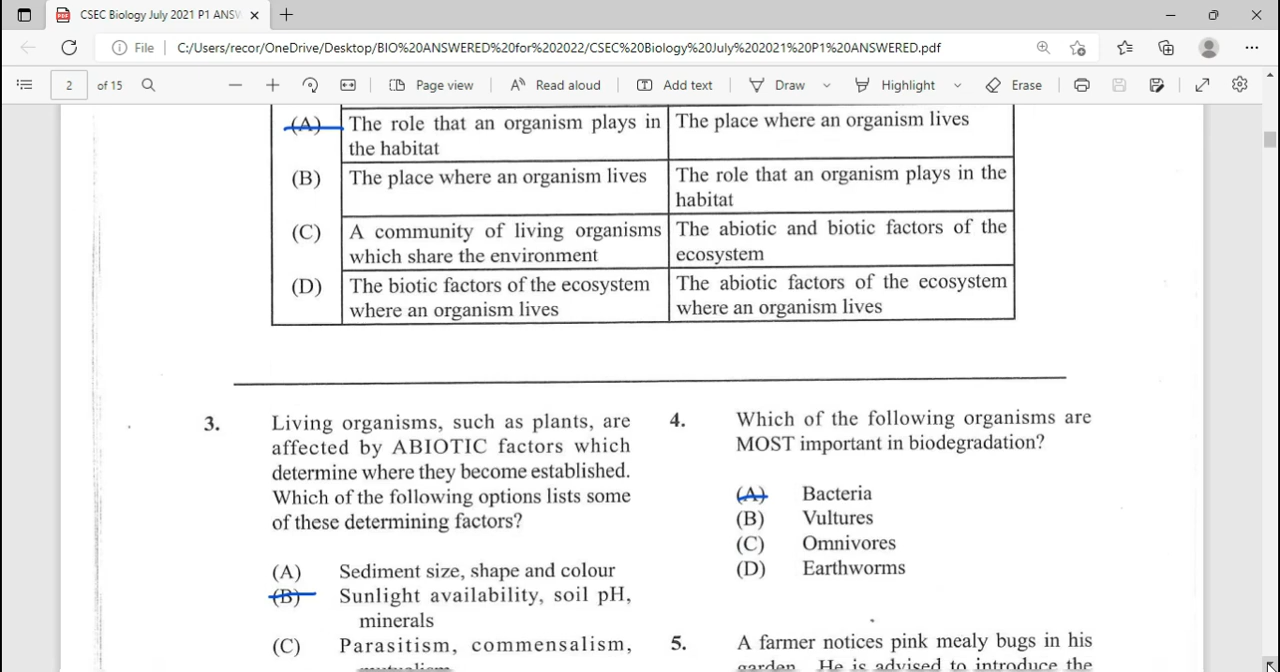 CSEC Biology July 2021 P1 ANSV
File C:/Users/recor/OneDrive/Desktop/BIO%20ANSWERED%20for%202022/CSEC%20Biology%20July%202021%20P1%20ANSWERED.pdf
2 of 15 Page view Read aloud Add text Draw Highlight Erase
(A) The role that an organism plays in the habitat
The place where an organism lives
(B) The place where an organism lives
The role that an organism plays in the habitat
(C) A community of living organisms which share the environment
The abiotic and biotic factors of the ecosystem
(D) The biotic factors of the ecosystem where an organism lives
The abiotic factors of the ecosystem where an organism lives
3. Living organisms, such as plants, are
affected by ABIOTIC factors which
determine where they become established.
Which of the following options lists some
of these determining factors?
(A) Sediment size, shape and colour
(B) Sunlight availability, soil pH,
minerals
(C) Parasitism, commensalism,
4. Which of the following organisms are
MOST important in biodegradation?
(A) Bacteria
(B) Vultures
(C) Omnivores
(D) Earthworms
5. A farmer notices pink mealy bugs in his
garden. He is advised to introduce the